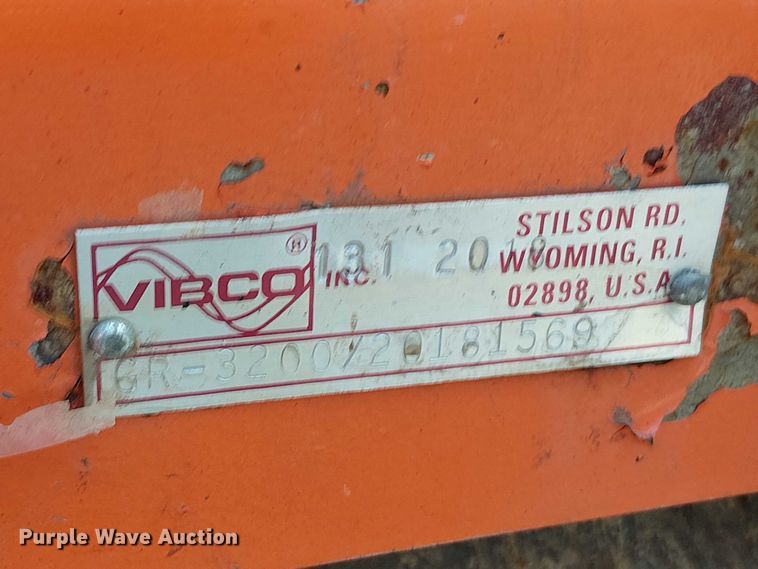 VIBCO ®
INC.
131 2018
STILSON RD.
WYOMING, R.I.
02898, U.S.A.
GR-3200/20181569
Purple Wave Auction